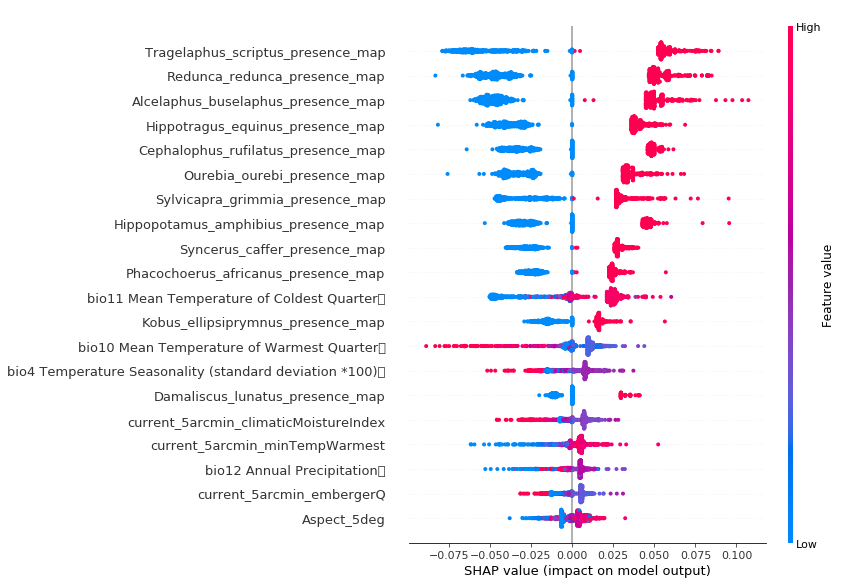 High
Tragelaphus_scriptus_presence_map
Redunca_redunca_presence_map
Alcelaphus_buselaphus_presence_map
Hippotragus_equinus_presence_map
Cephalophus_rufilatus_presence_map
Ourebia_ourebi_presence_map
Sylvicapra_grimmia_presence_map
Hippopotamus_amphibius_presence_map
Syncerus_caffer_presence_map
Phacochoerus_africanus_presence_map
bio11 Mean Temperature of Coldest Quarter
Kobus_ellipsiprymnus_presence_map
bio10 Mean Temperature of Warmest Quarter
bio4 Temperature Seasonality (standard deviation *100)
Damaliscus_lunatus_presence_map
current_5arcmin_climaticMoistureIndex
current_5arcmin_minTempWarmest
bio12 Annual Precipitation
current_5arcmin_embergerQ
Aspect_5deg
Feature value
Low
−0.075 −0.050 −0.025 0.000 0.025 0.050 0.075 0.100
SHAP value (impact on model output)